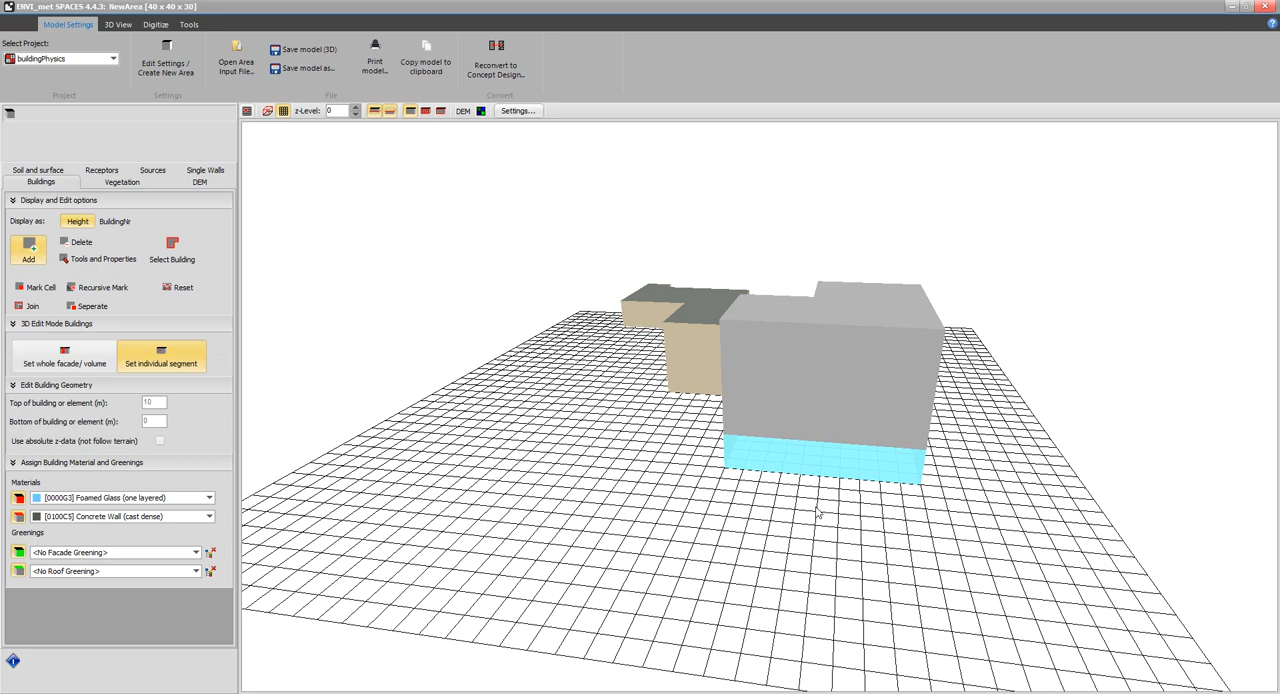 ENVI_met SPACES 4.4.3: NewArea [40 x 40 x 30]
Model Settings 3D View Digitize Tools
Select Project:
buildingPhysics
Edit Settings / Create New Area
Open Area Input File...
Save model (3D)
Save model as...
Print model...
Copy model to clipboard
Reconvert to Concept Design...
Project Settings File Convert
z-Level: 0 DEM Settings...
Soil and surface Receptors Sources Single Walls
Buildings Vegetation DEM
Display and Edit options
Display as: Height BuildingNr
Add
Delete
Tools and Properties
Select Building
Mark Cell Recursive Mark Reset
Join Seperate
3D Edit Mode Buildings
Set whole facade/ volume Set individual segment
Edit Building Geometry
Top of building or element (m): 10
Bottom of building or element (m): 0
Use absolute z-data (not follow terrain)
Assign Building Material and Greenings
Materials
[0000G3] Foamed Glass (one layered)
[0100C5] Concrete Wall (cast dense)
Greenings
<No Facade Greening>
<No Roof Greening>